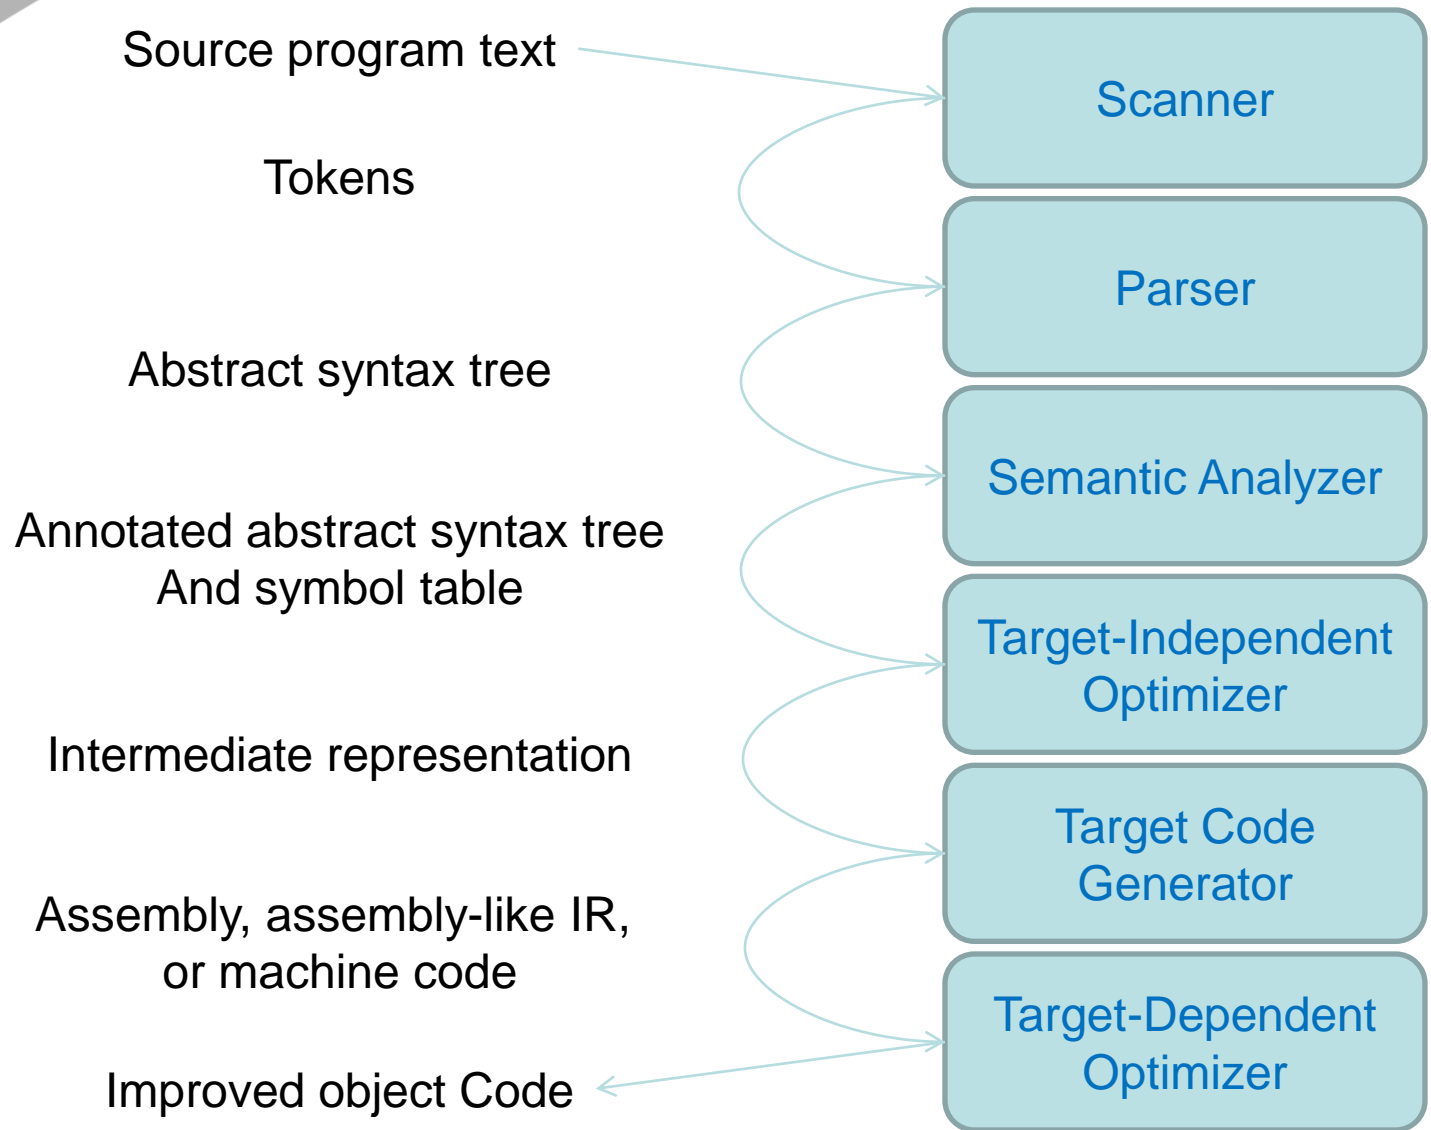 Source program text
Scanner
Tokens
Parser
Abstract syntax tree
Semantic Analyzer
Annotated abstract syntax tree
And symbol table
Target-Independent
Optimizer
Intermediate representation
Target Code
Generator
Assembly, assembly-like IR,
or machine code
Target-Dependent
Optimizer
Improved object Code